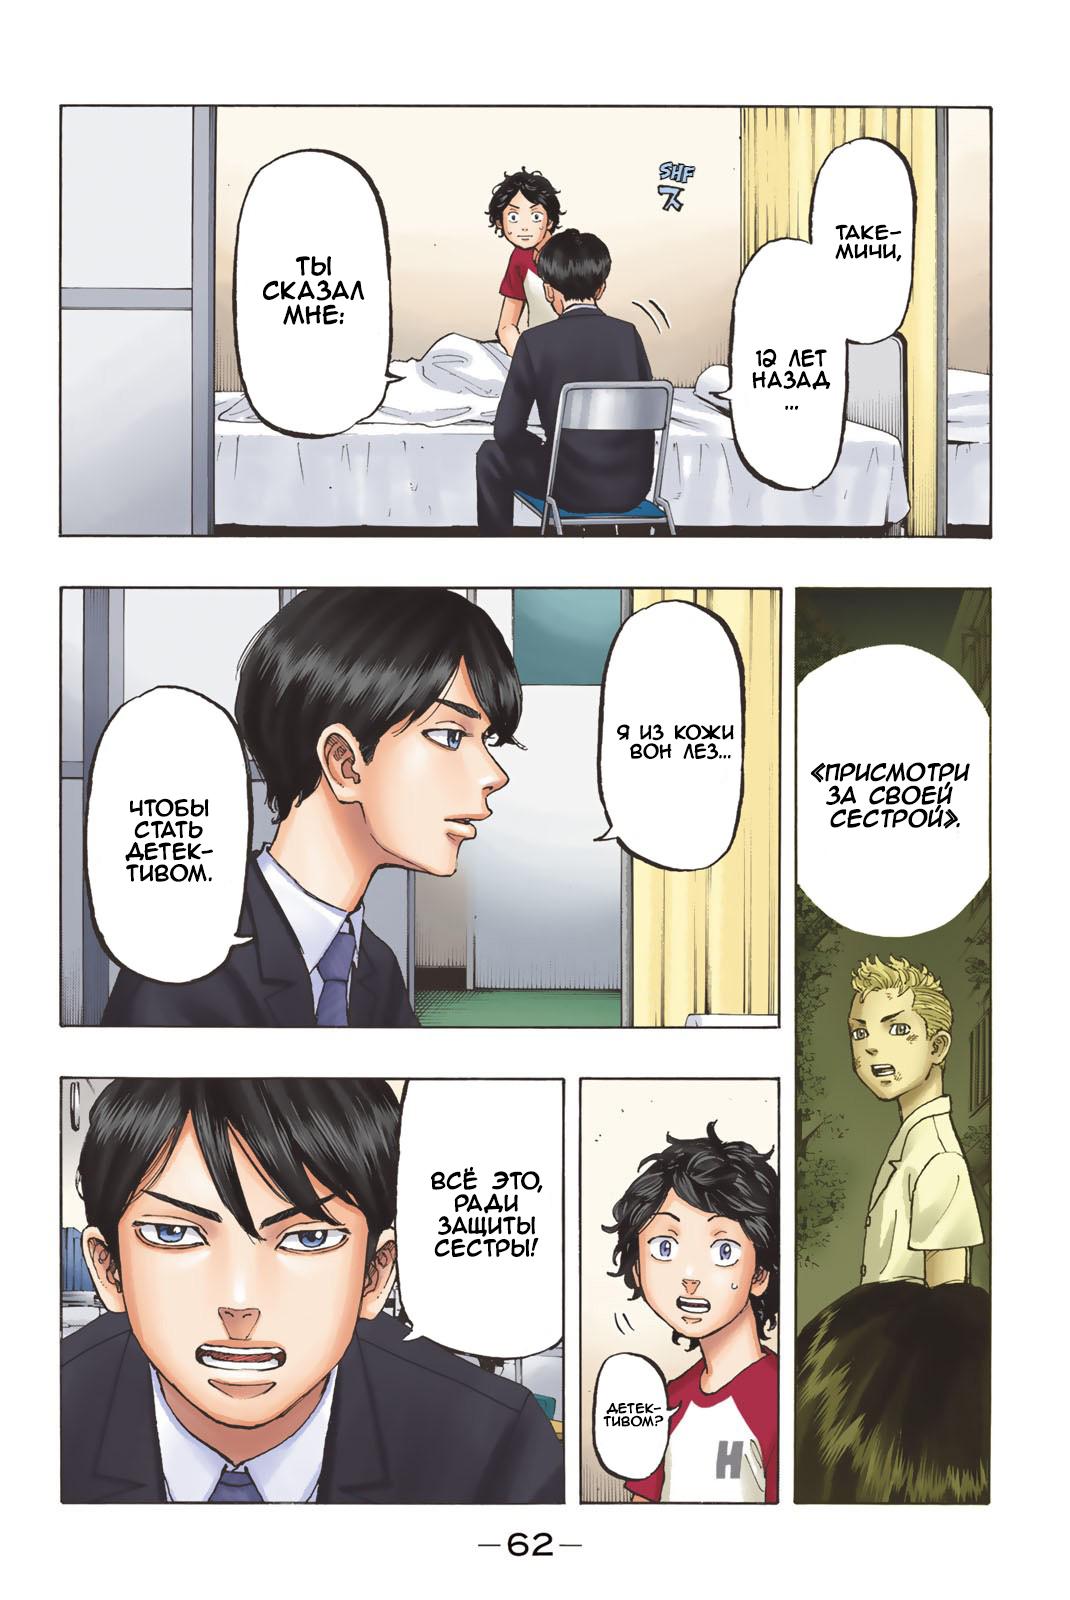 ТАКЕ-
МИЧИ,
12 ЛЕТ
НАЗАД
...
SHF
ス
ТЫ
СКАЗАЛ
МНЕ:
«ПРИСМОТРИ
ЗА СВОЕЙ
СЕСТРОЙ».
Я ИЗ КОЖИ
ВОН ЛЕЗ...
ЧТОБЫ
СТАТЬ
ДЕТЕК-
ТИВОМ.
ДЕТЕК-
ТИВОМ?
H
ВСЁ ЭТО,
РАДИ
ЗАЩИТЫ
СЕСТРЫ!
—62—